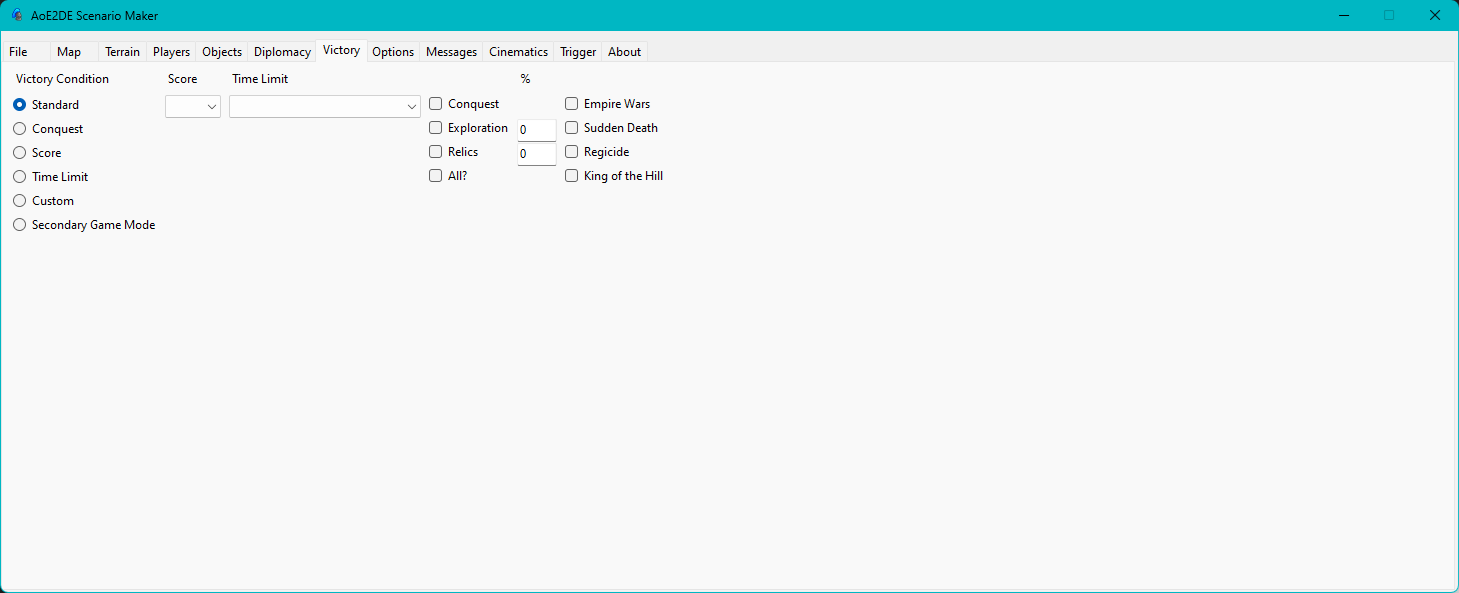 AoE2DE Scenario Maker
File Map Terrain Players Objects Diplomacy Victory Options Messages Cinematics Trigger About
Victory Condition Score Time Limit %
Standard Conquest Empire Wars
Conquest Exploration 0 Sudden Death
Score Relics 0 Regicide
Time Limit All? King of the Hill
Custom
Secondary Game Mode